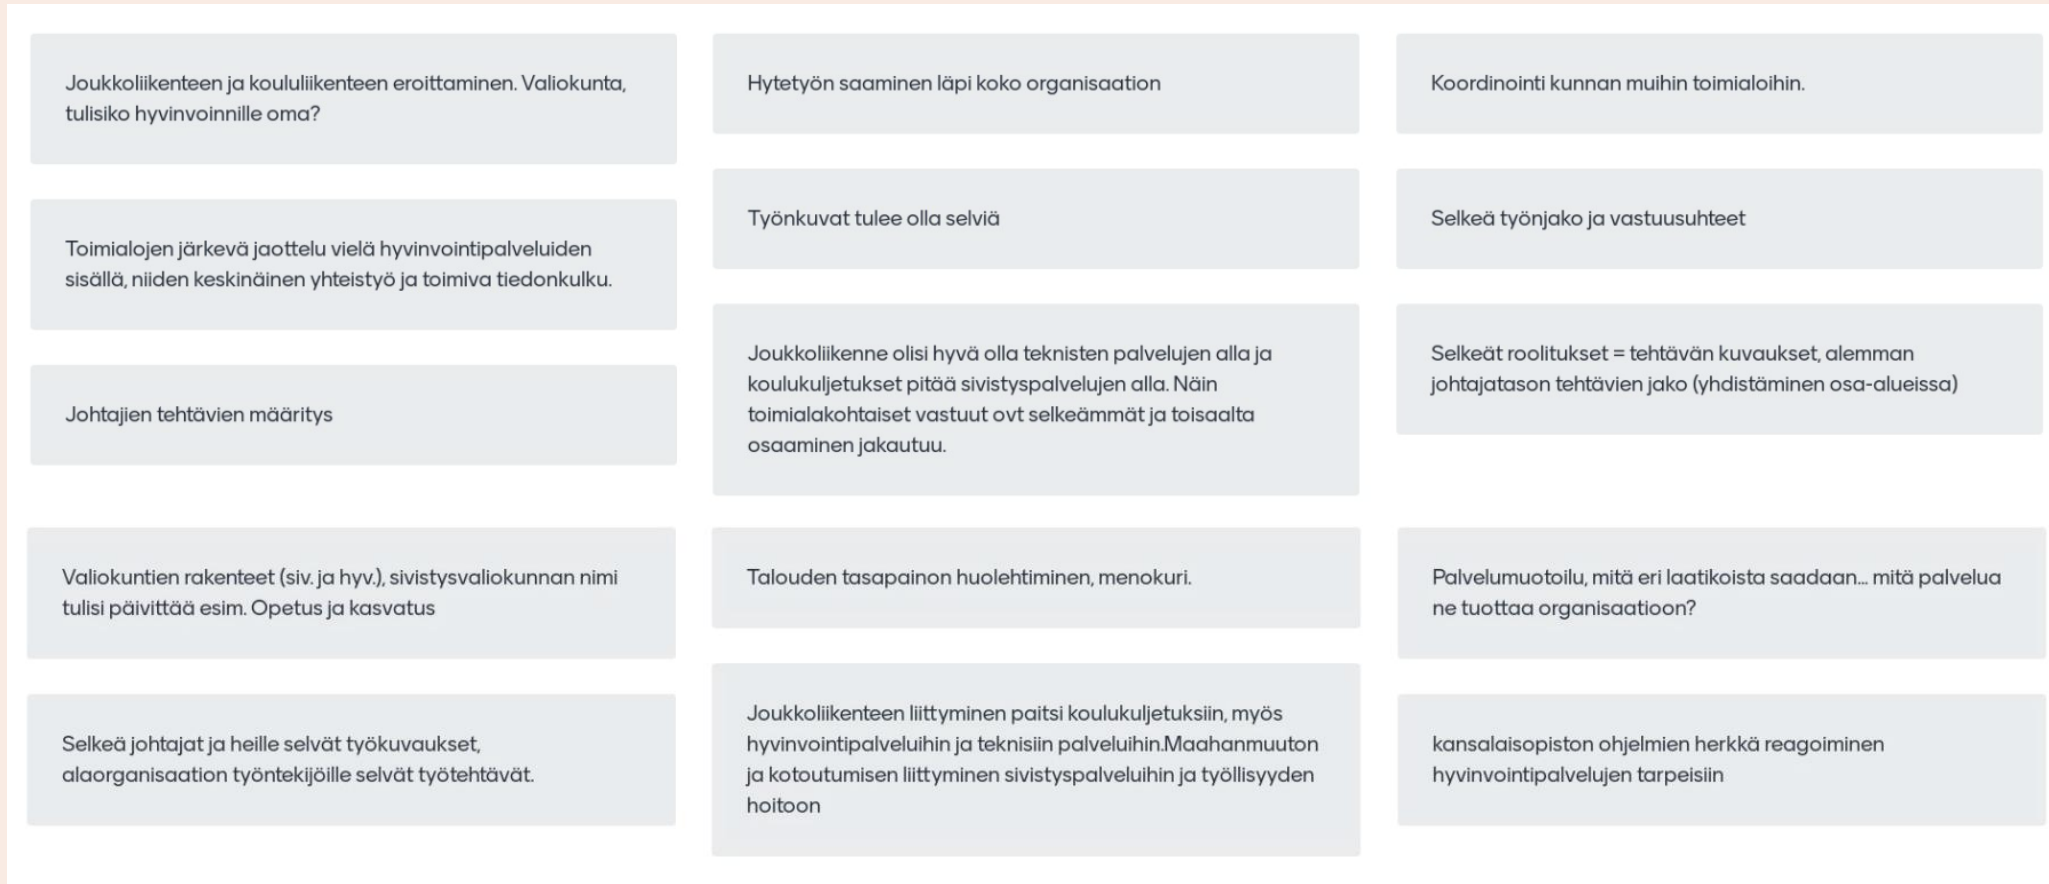 Joukkoliikenteen ja koululiikenteen eroittaminen. Valiokunta,
tulisiko hyvinvoinnille oma?
Toimialojen järkevä jaottelu vielä hyvinvointipalveluiden
sisällä, niiden keskinäinen yhteistyö ja toimiva tiedonkulku.
Johtajien tehtävien määritys
Hytetyön saaminen läpi koko organisaation
Työnkuvat tulee olla selviä
Joukkoliikenne olisi hyvä olla teknisten palvelujen alla ja
koulukuljetukset pitää sivistyspalvelujen alla. Näin
toimialakohtaiset vastuut ovt selkeämmät ja toisaalta
osaaminen jakautuu.
Koordinointi kunnan muihin toimialoihin.
Selkeä työnjako ja vastuusuhteet
Selkeät roolitukset = tehtävän kuvaukset, alemman
johtajatason tehtävien jako (yhdistäminen osa-alueissa)
Valiokuntien rakenteet (siv. ja hyv.), sivistysvaliokunnan nimi
tulisi päivittää esim. Opetus ja kasvatus
Selkeä johtajat ja heille selvät työkuvaukset,
alaorganisaation työntekijöille selvät työtehtävät.
Talouden tasapainon huolehtiminen, menokuri.
Joukkoliikenteen liittyminen paitsi koulukuljetuksiin, myös
hyvinvointipalveluihin ja teknisiin palveluihin.Maahanmuuton
ja kotoutumisen liittyminen sivistyspalveluihin ja työllisyyden
hoitoon
Palvelumuotoilu, mitä eri laatikoista saadaan... mitä palvelua
ne tuottaa organisaatioon?
kansalaisopiston ohjelmien herkkä reagoiminen
hyvinvointipalvelujen tarpeisiin